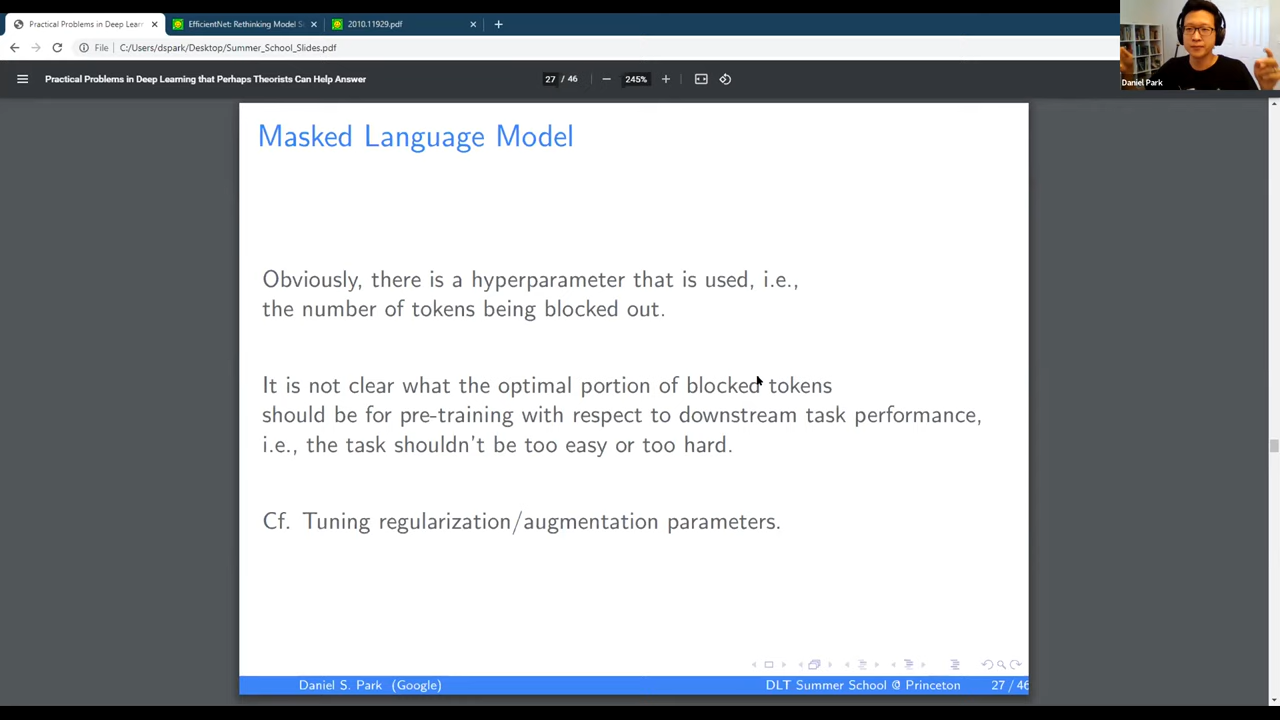 Practical Problems in Deep Lear
EfficientNet: Rethinking Model S
2010.11929.pdf
File
C:/Users/dspark/Desktop/Summer_School_Slides.pdf
Practical Problems in Deep Learning that Perhaps Theorists Can Help Answer
27 / 46
245%
Daniel Park
Masked Language Model
Obviously, there is a hyperparameter that is used, i.e.,
the number of tokens being blocked out.
It is not clear what the optimal portion of blocked tokens
should be for pre-training with respect to downstream task performance,
i.e., the task shouldn't be too easy or too hard.
Cf. Tuning regularization/augmentation parameters.
Daniel S. Park (Google)
DLT Summer School @ Princeton
27 / 46